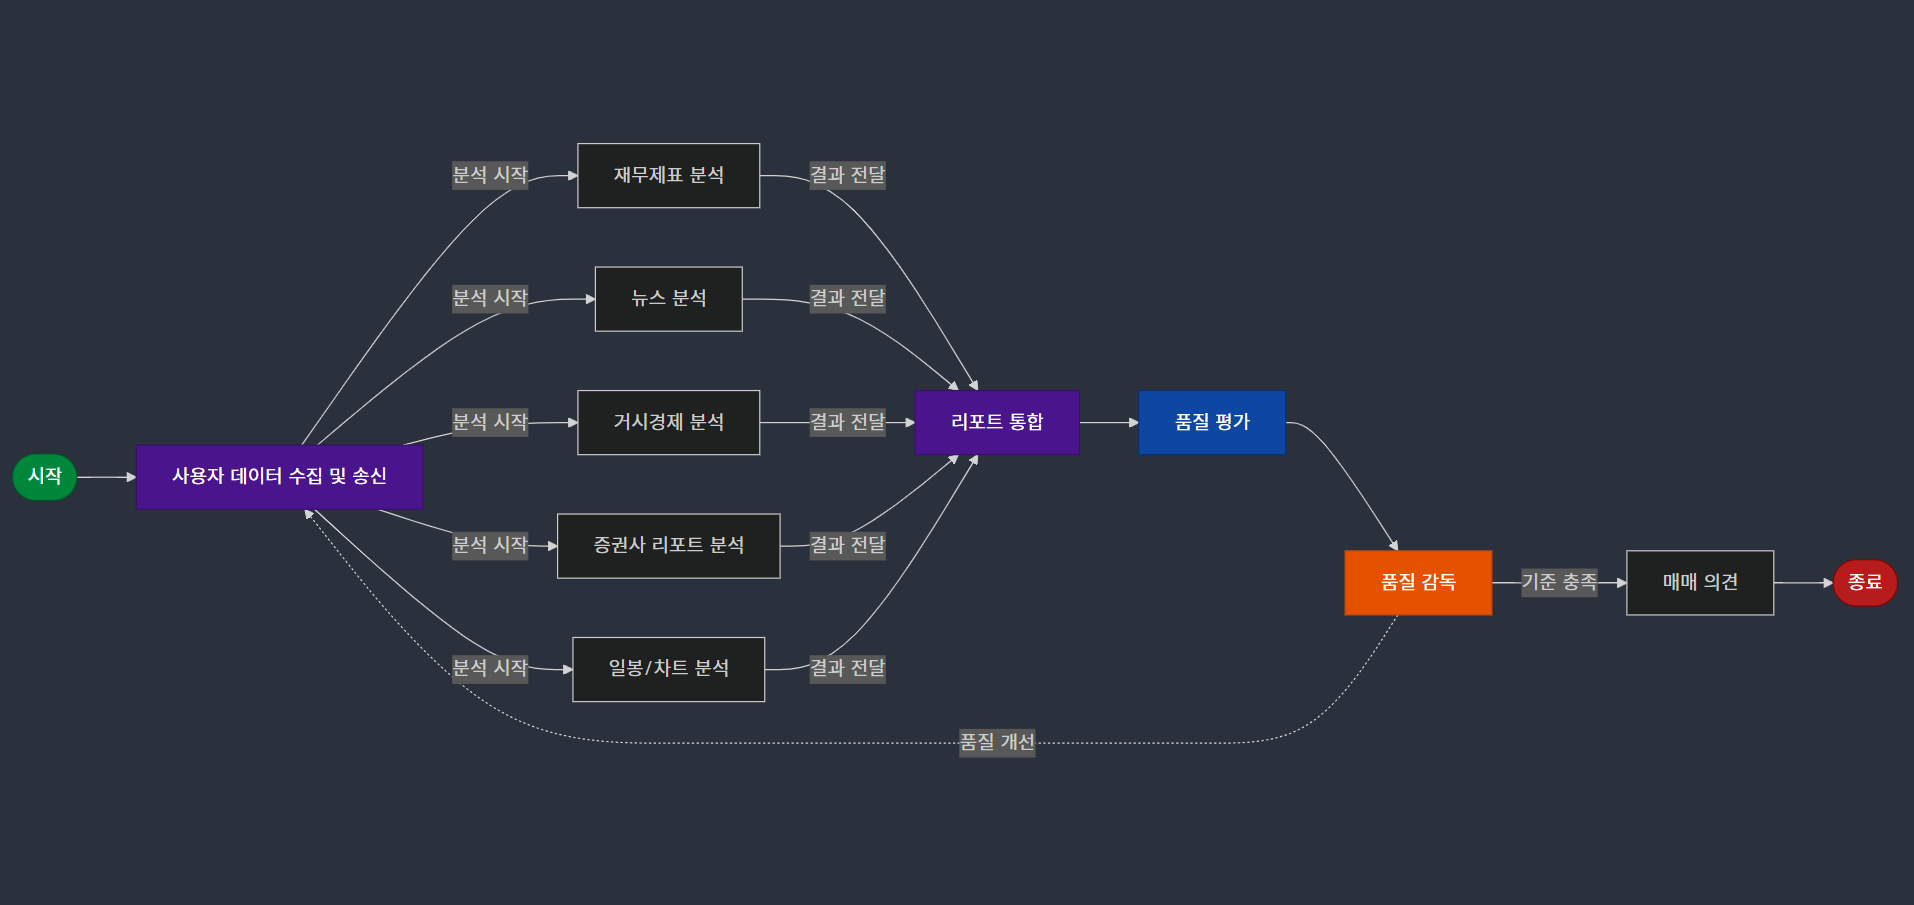 시작
사용자 데이터 수집 및 송신
분석 시작
재무제표 분석
결과 전달
분석 시작
뉴스 분석
결과 전달
분석 시작
거시경제 분석
결과 전달
분석 시작
증권사 리포트 분석
결과 전달
분석 시작
일봉/차트 분석
결과 전달
리포트 통합
품질 평가
품질 감독
기준 충족
매매 의견
종료
품질 개선